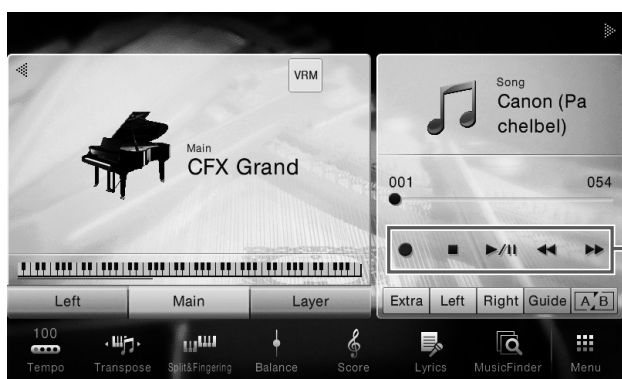 VRM
Main
CFX Grand
Song
Canon (Pa
chelbel)
001 054
Left Main Layer
Extra Left Right Guide A B
100
Tempo Transpose Split&Fingering Balance Score Lyrics MusicFinder Menu